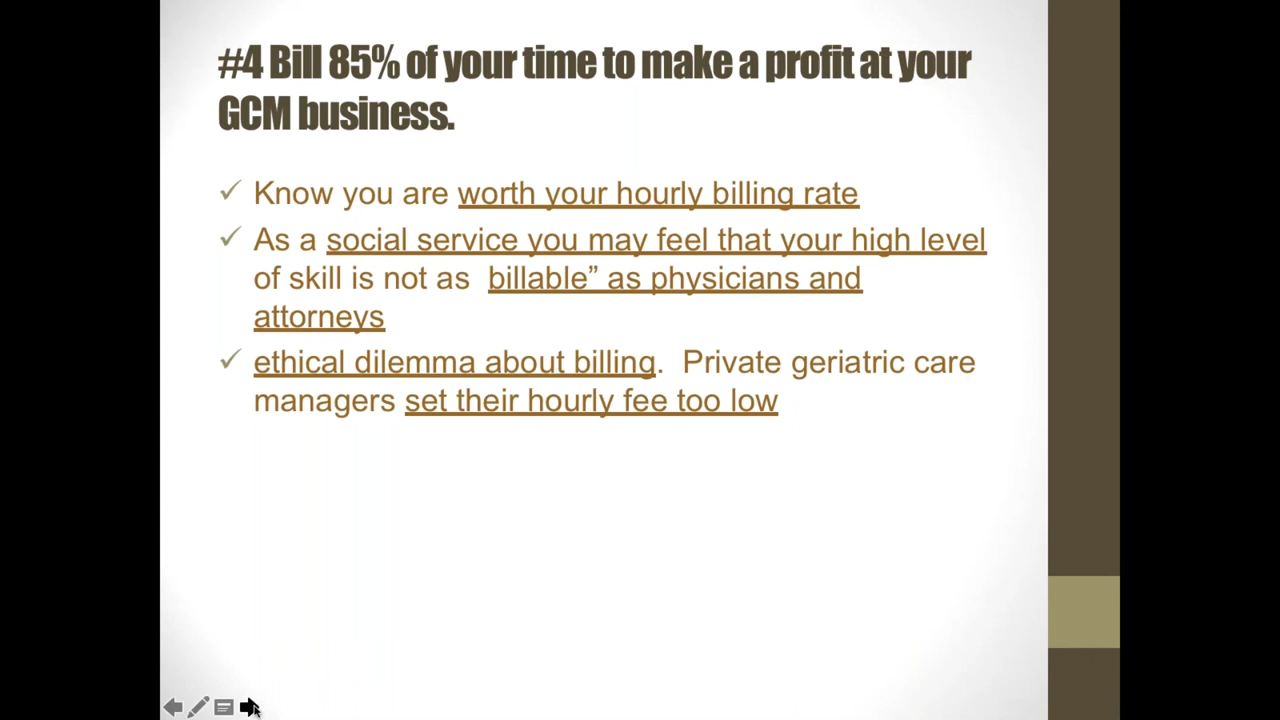 #4 Bill 85% of your time to make a profit at your
GCM business.
Know you are worth your hourly billing rate
As a social service you may feel that your high level
of skill is not as  billable” as physicians and
attorneys
ethical dilemma about billing.  Private geriatric care
managers set their hourly fee too low